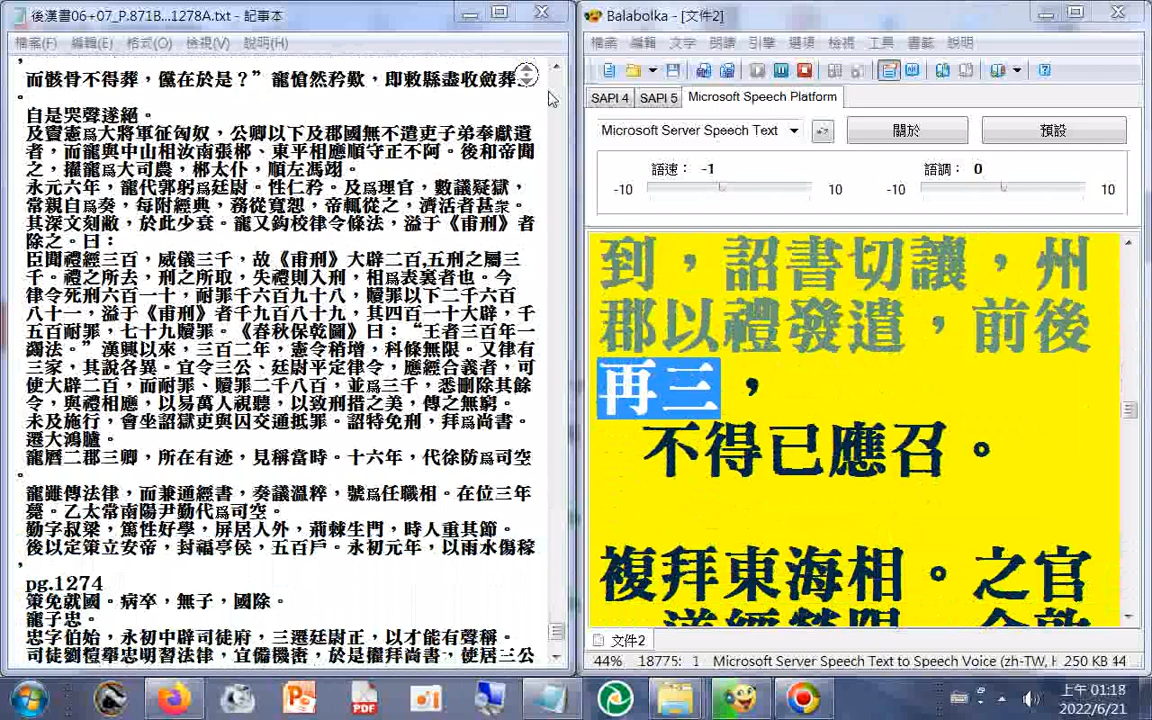 後漢書06+07_P.871B...1278A.txt - 記事本
檔案(F) 編輯(E) 格式(O) 檢視(V) 說明(H)
，
而骸骨不得葬，儻在於是？” 寵愴然矜歎，即敕縣盡收斂葬之
。
自是哭聲遂絕。
及竇憲爲大將軍征匈奴，公卿以下及郡國無不遣吏子弟奉獻遺
者，而寵與中山相汝南張郴、東平相應順守正不阿。後和帝聞
之，擢寵爲大司農，郴太仆，順左馮翊。
永元六年，寵代郭躬爲廷尉。性仁矜。及爲理官，數議疑獄，
常親自爲奏，每附經典，務從寬恕，帝輒從之，濟活者甚衆。
其深文刻敝，於此少衰。寵又鉤校律令條法，溢于《甫刑》者
除之。曰：
臣聞禮經三百，威儀三千，故《甫刑》大辟二百,五刑之屬三
千。禮之所去，刑之所取，失禮則入刑，相爲表裏者也。今
律令死刑六百一十，耐罪千六百九十八，贖罪以下二千六百
八十一，溢于《甫刑》者千九百八十九，其四百一十大辟，千
五百耐罪，七十九贖罪。《春秋保乾圖》曰：“王者三百年一
蠲法。” 漢興以來，三百二年，憲令稍增，科條無限。又律有
三家，其說各異。宜令三公、廷尉平定律令，應經合義者，可
使大辟二百，而耐罪、贖罪二千八百，並爲三千，悉刪除其餘
令，與禮相應，以易萬人視聽，以致刑措之美，傳之無窮。
未及施行，會坐詔獄吏與囚交通抵罪。詔特免刑，拜爲尚書。
遷大鴻臚。
寵曆二郡三卿，所在有迹，見稱當時。十六年，代徐防爲司空
。
寵雖傳法律，而兼通經書，奏議溫粹，號爲任職相。在位三年
薨。乙太常南陽尹勤代爲司空。
勤字叔梁，篤性好學，屏居人外，荊棘生門，時人重其節。
後以定策立安帝，封福亭侯，五百戶。永初元年，以雨水傷稼
，
pg.1274
策免就國。病卒，無子，國除。
寵子忠。
忠字伯始，永初中辟司徒府，三遷廷尉正，以才能有聲稱。
司徒劉愷舉忠明習法律，宜備機密，於是擢拜尚書，使居三公
Balabolka - [文件2]
檔案 編輯 文字 朗讀 引擎 選項 檢視 工具 書籤 說明
SAPI 4 SAPI 5 Microsoft Speech Platform
Microsoft Server Speech Text 關於 預設
語速： -1 語調： 0
-10 10 -10 10
到，詔書切讓，州
郡以禮發遣，前後
再三，
不得已應召。
複拜東海相。之官
文件2
44% 18775: 1 Microsoft Server Speech Text to Speech Voice (zh-TW, H 250 KB 44
上午 01:18
2022/6/21